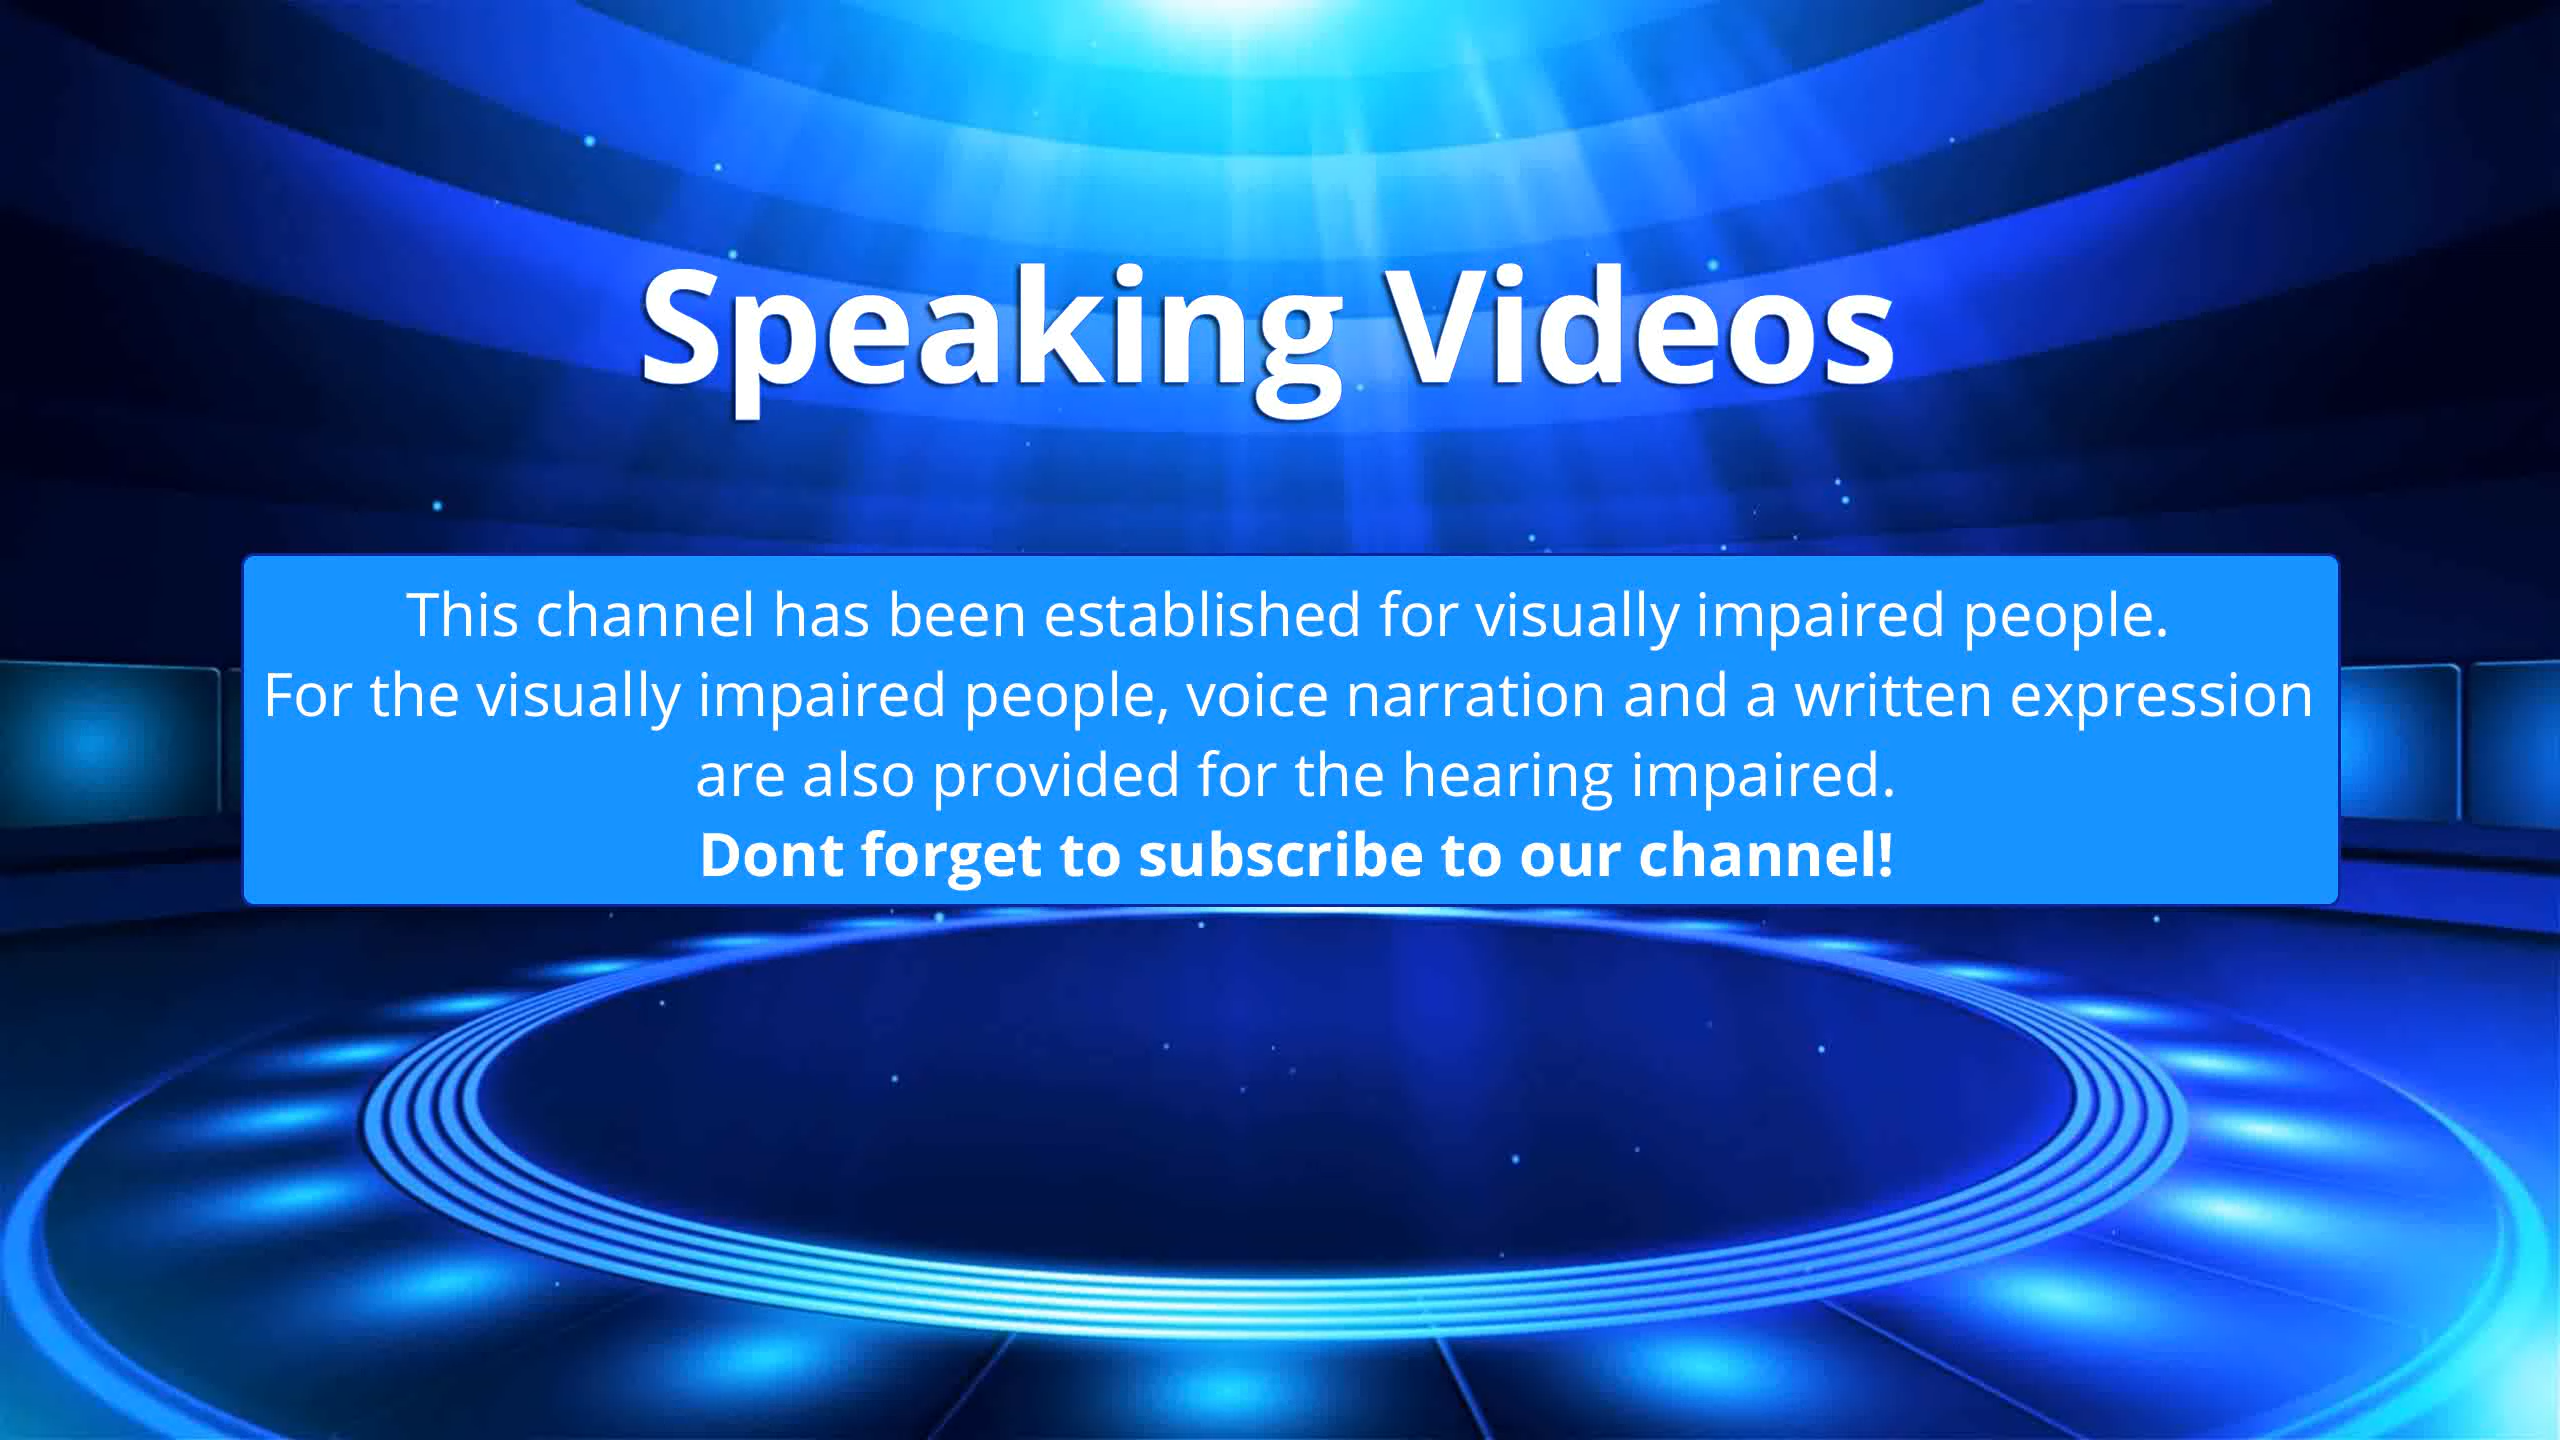 Speaking Videos
This channel has been established for visually impaired people.
For the visually impaired people, voice narration and a written expression
are also provided for the hearing impaired.
Dont forget to subscribe to our channel!